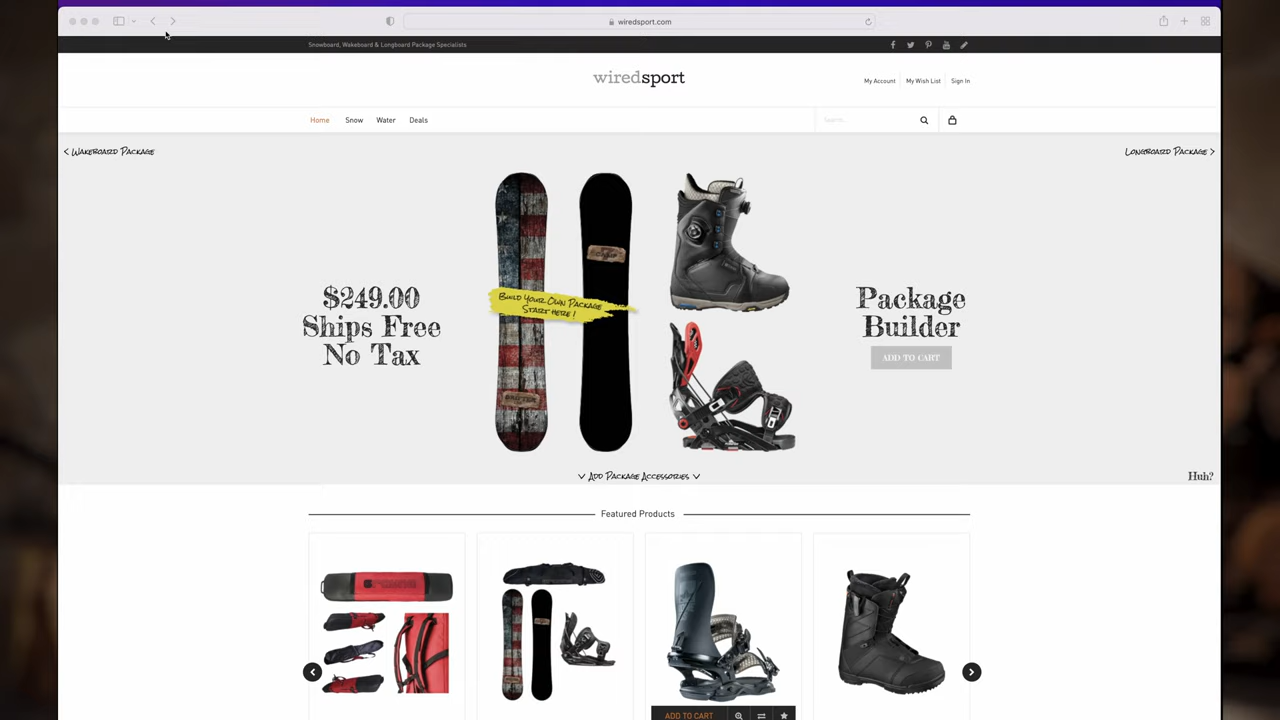 wiredsport.com
Snowboard, Wakeboard & Longboard Package Specialists
wiredsport
My Account
My Wish List
Sign In
Home
Snow
Water
Deals
Search...
< Wakeboard Package
Longboard Package >
$249.00
Ships Free
No Tax
Build Your Own Package
Start Here !
Package
Builder
ADD TO CART
Add Package Accessories
Huh?
Featured Products
ADD TO CART